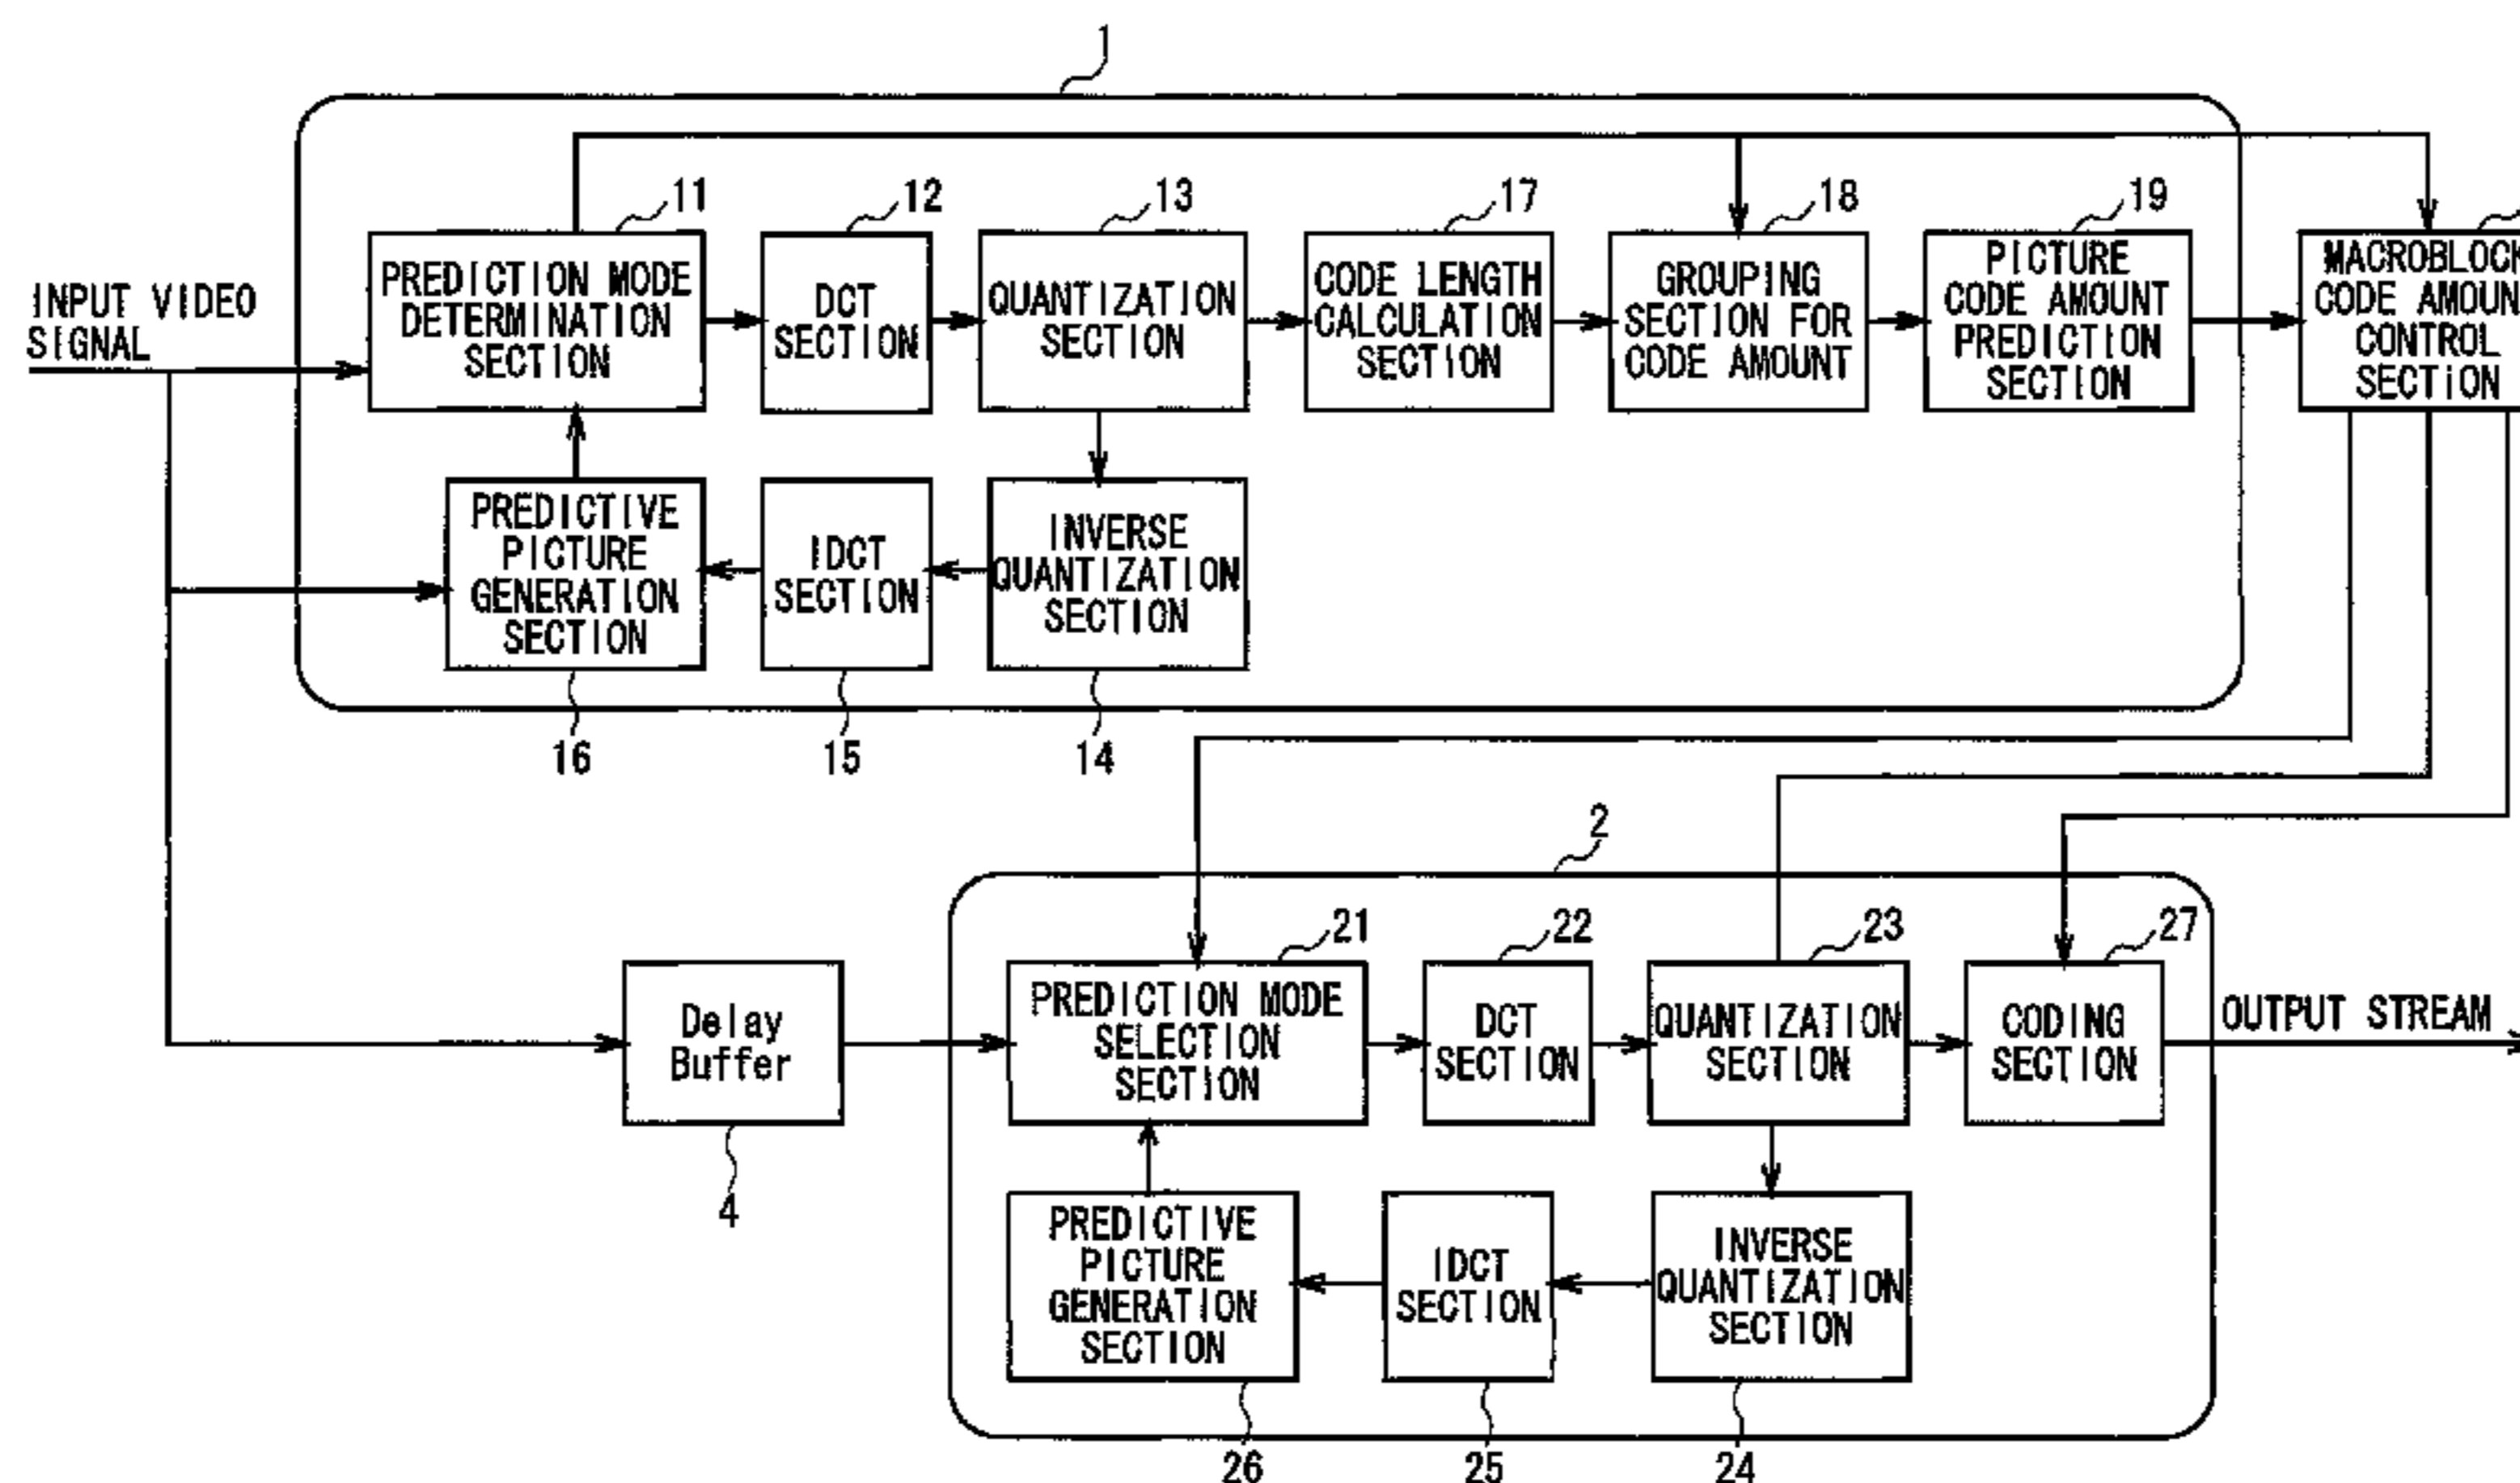 1
11
12
13
17
18
19
INPUT VIDEO
SIGNAL
PREDICTION MODE
DETERMINATION
SECTION
DCT
SECTION
QUANTIZATION
SECTION
CODE LENGTH
CALCULATION
SECTION
GROUPING
SECTION FOR
CODE AMOUNT
PICTURE
CODE AMOUNT
PREDICTION
SECTION
MACROBLOCK
CODE AMOUN
CONTROL
SECTION
PREDICTIVE
PICTURE
GENERATION
SECTION
IDCT
SECTION
INVERSE
QUANTIZATION
SECTION
16
15
14
2
21
22
23
27
Delay
Buffer
PREDICTION MODE
SELECTION
SECTION
DCT
SECTION
QUANTIZATION
SECTION
CODING
SECTION
OUTPUT STREAM
4
PREDICTIVE
PICTURE
GENERATION
SECTION
IDCT
SECTION
INVERSE
QUANTIZATION
SECTION
26
25
24